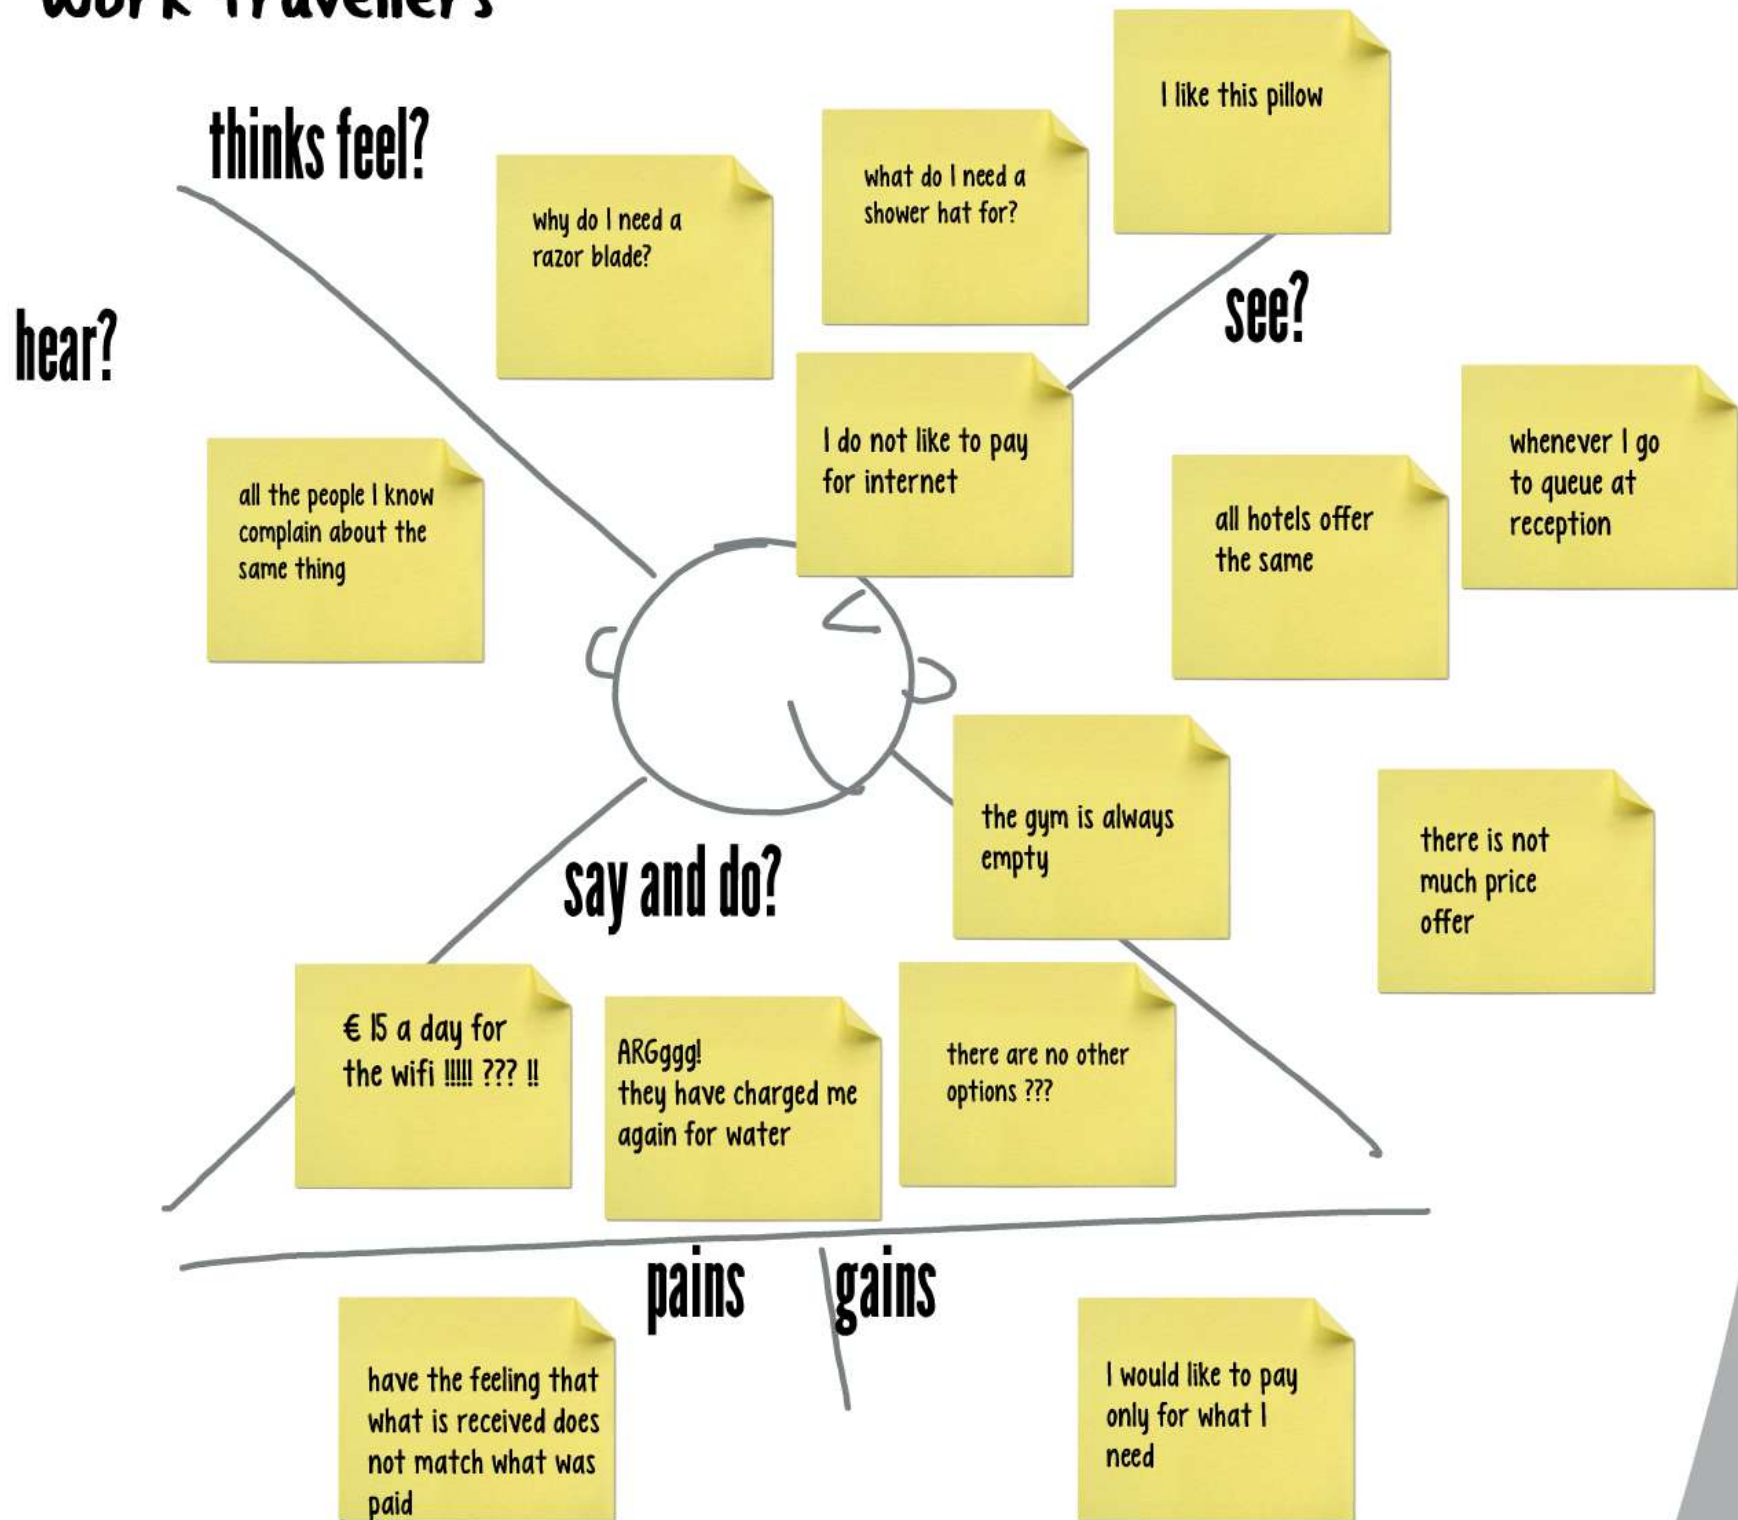 Work Travellers
thinks feel?
I like this pillow
what do I need a
shower hat for?
why do I need a
razor blade?
see?
hear?
I do not like to pay
for internet
whenever I go
to queue at
reception
all the people I know
complain about the
same thing
all hotels offer
the same
the gym is always
empty
there is not
much price
offer
say and do?
€ 15 a day for
the wifi !!!!! ??? !!
ARGggg!
they have charged me
again for water
there are no other
options ???
pains
gains
have the feeling that
what is received does
not match what was
paid
I would like to pay
only for what I
need